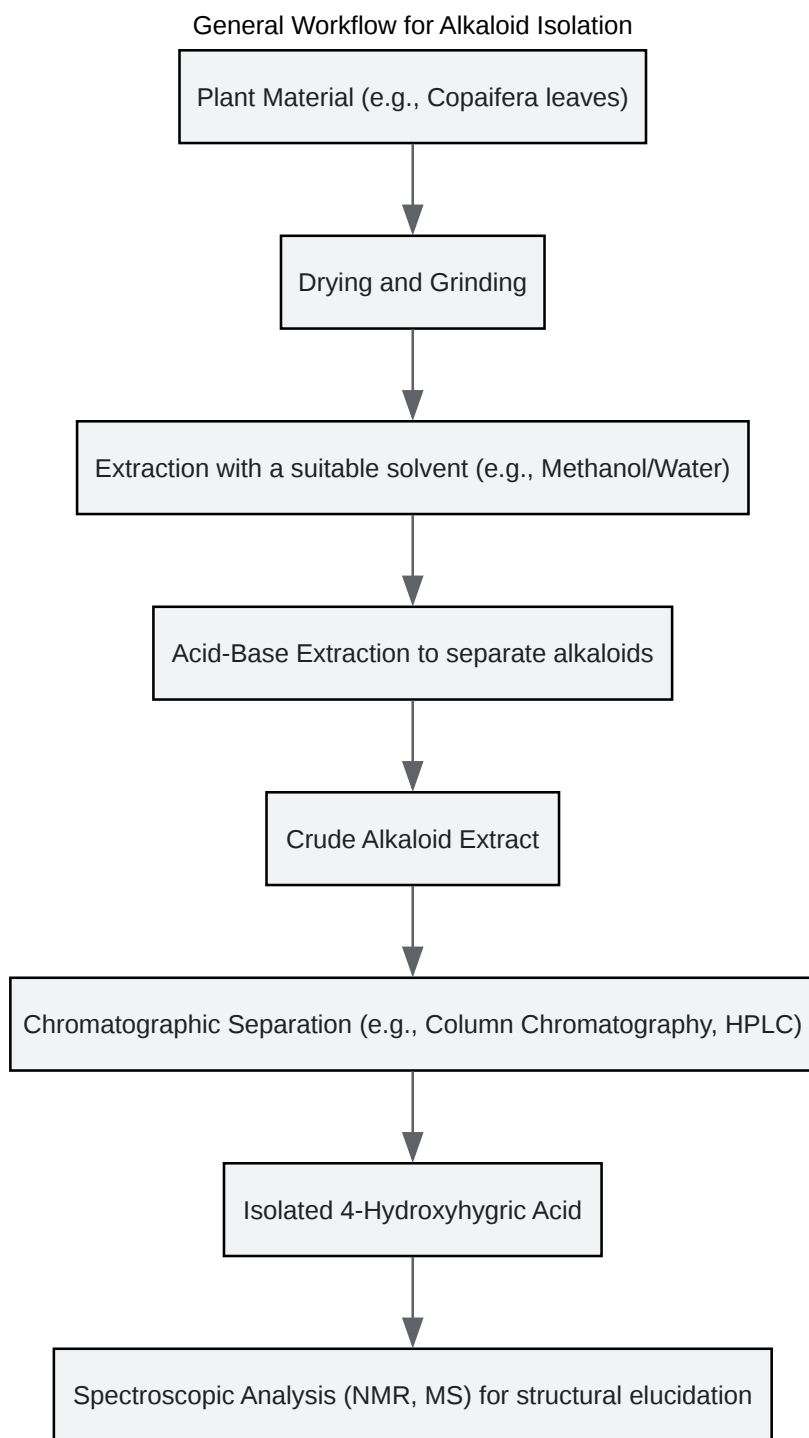 General Workflow for Alkaloid Isolation
Plant Material (e.g., Copaifera leaves)
Drying and Grinding
Extraction with a suitable solvent (e.g., Methanol/Water)
Acid-Base Extraction to separate alkaloids
Crude Alkaloid Extract
Chromatographic Separation (e.g., Column Chromatography, HPLC)
Isolated 4-Hydroxyhygric Acid
Spectroscopic Analysis (NMR, MS) for structural elucidation